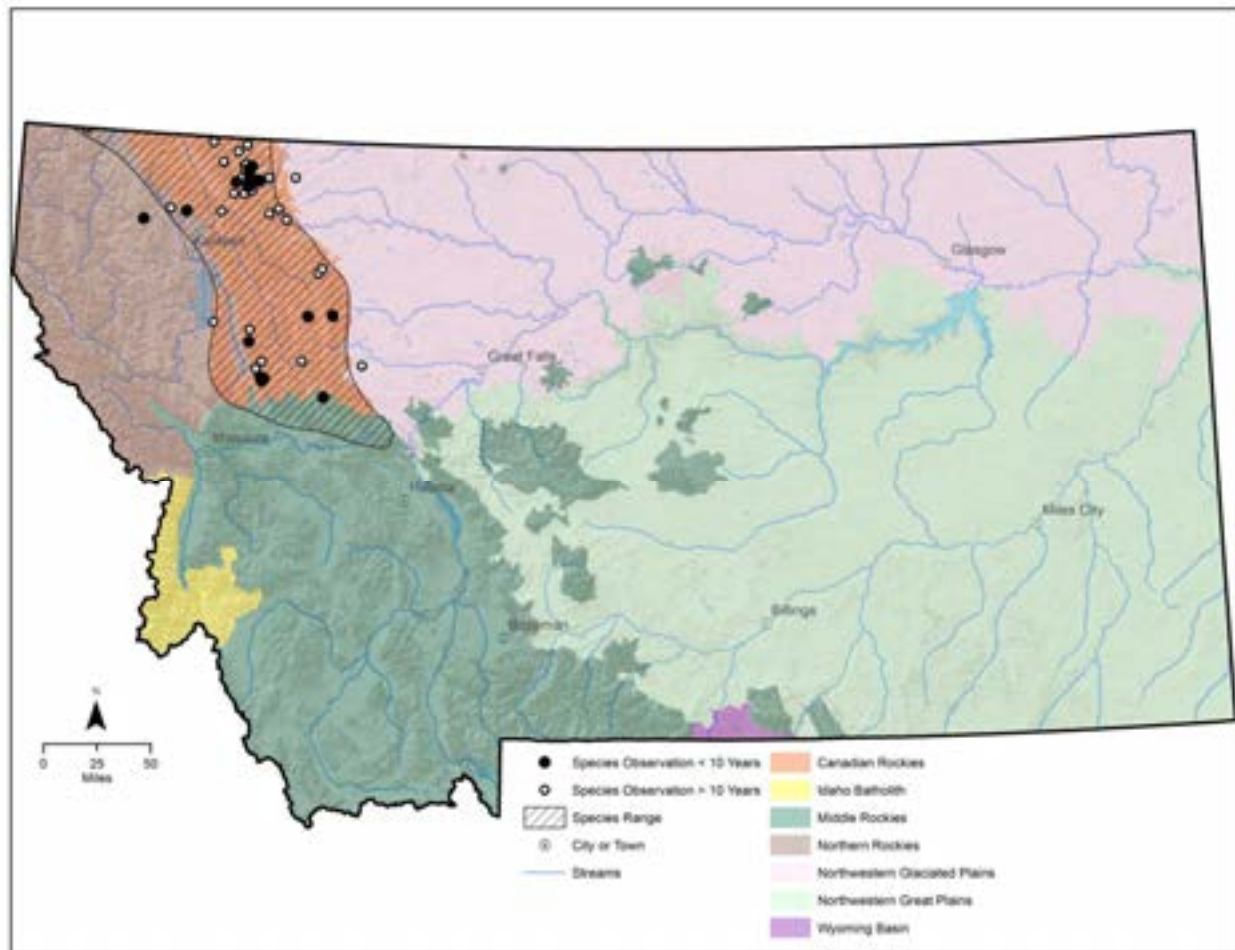 Kalispell
Glasgow
Great Falls
Missoula
Helena
Miles City
Bozeman
Billings
N
0 25 50
Miles
Species Observation < 10 Years
Species Observation > 10 Years
Species Range
City or Town
Streams
Canadian Rockies
Idaho Batholith
Middle Rockies
Northern Rockies
Northwestern Glaciated Plains
Northwestern Great Plains
Wyoming Basin